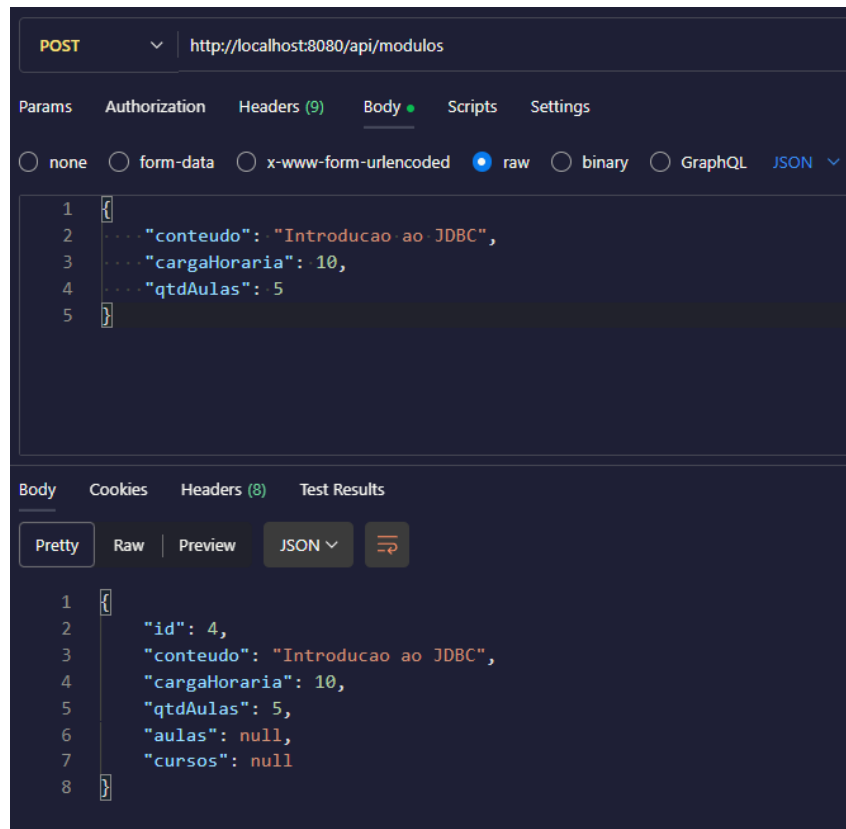 POST http://localhost:8080/api/modulos
Params Authorization Headers (9) Body Scripts Settings
none form-data x-www-form-urlencoded raw binary GraphQL JSON
1 {
2 "conteudo": "Introducao ao JDBC",
3 "cargaHoraria": 10,
4 "qtdAulas": 5
5 }
Body Cookies Headers (8) Test Results
Pretty Raw Preview JSON
1 {
2 "id": 4,
3 "conteudo": "Introducao ao JDBC",
4 "cargaHoraria": 10,
5 "qtdAulas": 5,
6 "aulas": null,
7 "cursos": null
8 }